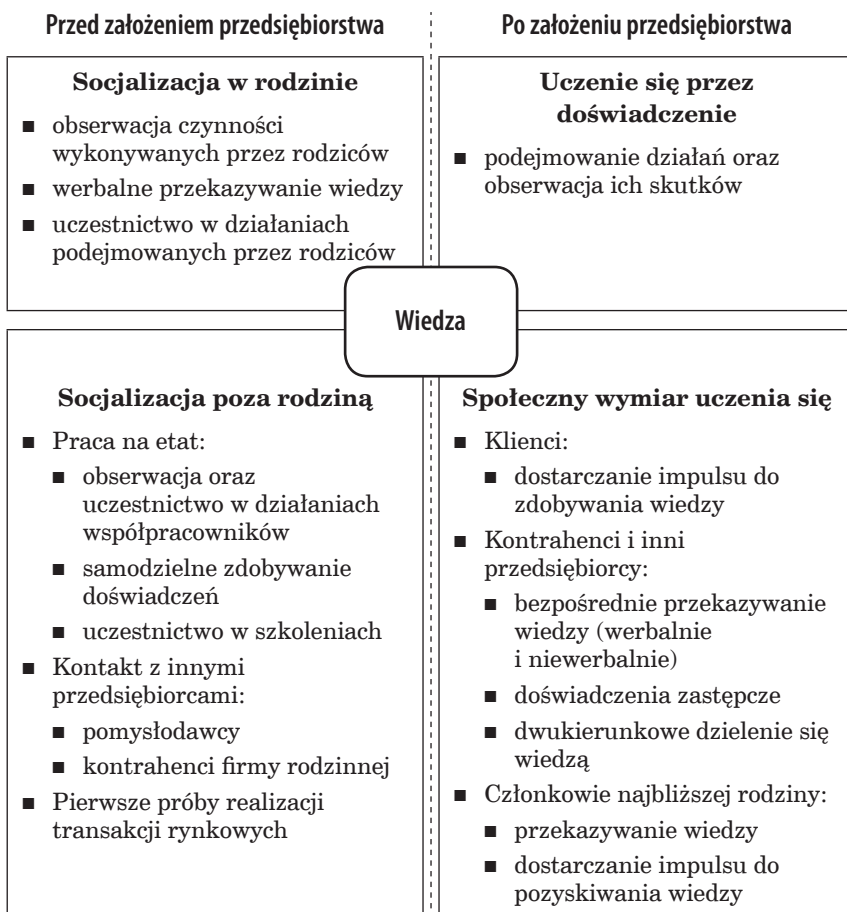 Przed założeniem przedsiębiorstwa
Po założeniu przedsiębiorstwa
Socjalizacja w rodzinie
■ obserwacja czynności
wykonywanych przez rodziców
■ werbalne przekazywanie wiedzy
■ uczestnictwo w działaniach
podejmowanych przez rodziców
Uczenie się przez
doświadczenie
■ podejmowanie działań oraz
obserwacja ich skutków
Wiedza
Socjalizacja poza rodziną
■ Praca na etat:
■ obserwacja oraz
uczestnictwo w działaniach
współpracowników
■ samodzielne zdobywanie
doświadczeń
■ uczestnictwo w szkoleniach
■ Kontakt z innymi
przedsiębiorcami:
■ pomysłodawcy
■ kontrahenci firmy rodzinnej
■ Pierwsze próby realizacji
transakcji rynkowych
Społeczny wymiar uczenia się
■ Klienci:
■ dostarczanie impulsu do
zdobywania wiedzy
■ Kontrahenci i inni
przedsiębiorcy:
■ bezpośrednie przekazywanie
wiedzy (werbalnie
i niewerbalnie)
■ doświadczenia zastępcze
■ dwukierunkowe dzielenie się
wiedzą
■ Członkowie najbliższej rodziny:
■ przekazywanie wiedzy
■ dostarczanie impulsu do
pozyskiwania wiedzy